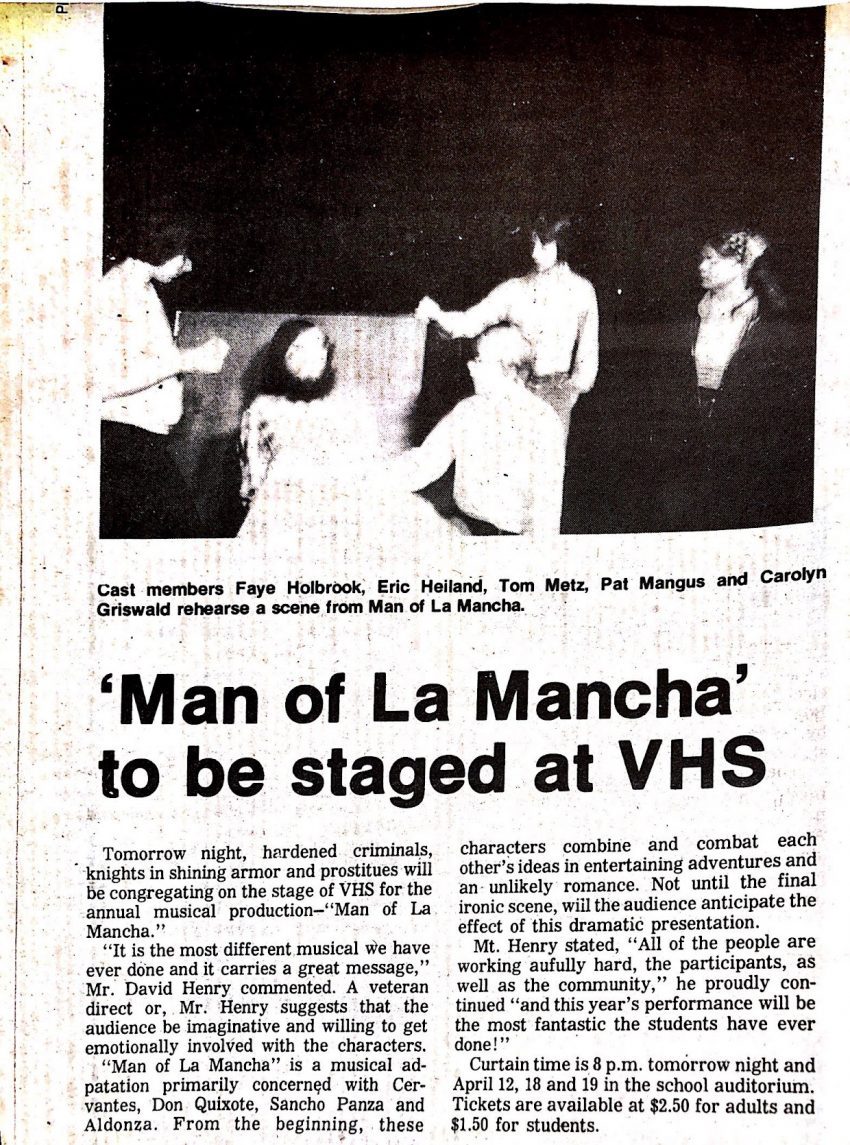 Cast members Faye Holbrook, Eric Heiland, Tom Metz, Pat Mangus and Carolyn
Griswald rehearse a scene from Man of La Mancha.
‘Man of La Mancha’
to be staged at VHS
Tomorrow night, hardened criminals,
knights in shining armor and prostitues will
be congregating on the stage of VHS for the
annual musical production–“Man of La
Mancha.”
“It is the most different musical we have
ever done and it carries a great message,”
Mr. David Henry commented. A veteran
direct or, Mr. Henry suggests that the
audience be imaginative and willing to get
emotionally involved with the characters.
“Man of La Mancha” is a musical ad-
patation primarily concerned with Cer-
vantes, Don Quixote, Sancho Panza and
Aldonza. From the beginning, these
characters combine and combat each
other’s ideas in entertaining adventures and
an unlikely romance. Not until the final
ironic scene, will the audience anticipate the
effect of this dramatic presentation.
Mt. Henry stated, “All of the people are
working aufully hard, the participants, as
well as the community,” he proudly con-
tinued “and this year’s performance will be
the most fantastic the students have ever
done!”
Curtain time is 8 p.m. tomorrow night and
April 12, 18 and 19 in the school auditorium.
Tickets are available at $2.50 for adults and
$1.50 for students.